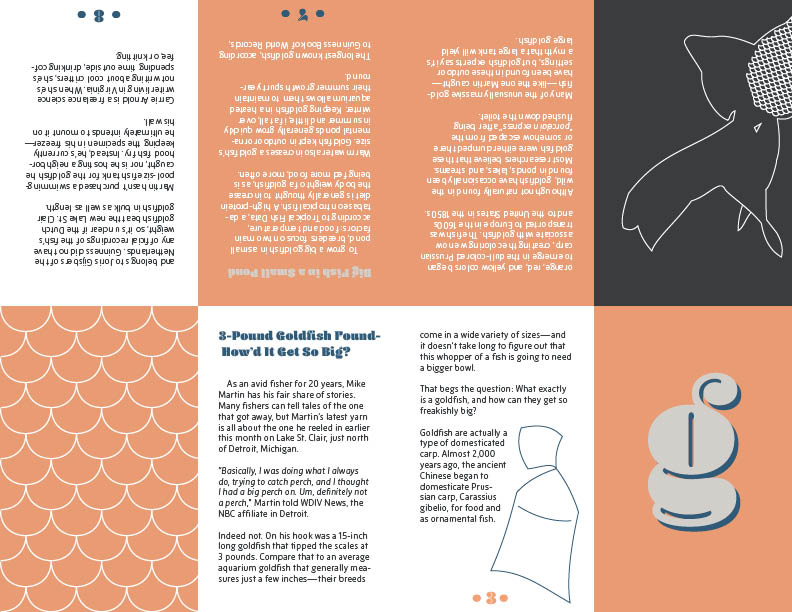 3-Pound Goldfish Found-
How'd It Get So Big?
As an avid fisher for 20 years, Mike
Martin has his fair share of stories.
Many fishers can tell tales of the one
that got away, but Martin's latest yarn
is all about the one he reeled in earlier
this month on Lake St. Clair, just north
of Detroit, Michigan.
"Basically, I was doing what I always
do, trying to catch perch, and I thought
I had a big perch on. Um, definitely not
a perch," Martin told WDIV News, the
NBC affiliate in Detroit.
Indeed not. On his hook was a 15-inch
long goldfish that tipped the scales at
3 pounds. Compare that to an average
aquarium goldfish that generally mea-
sures just a few inches—their breeds
come in a wide variety of sizes—and
it doesn't take long to figure out that
this whopper of a fish is going to need
a bigger bowl.
That begs the question: What exactly
is a goldfish, and how can they get so
freakishly big?
Goldfish are actually a
type of domesticated
carp. Almost 2,000
years ago, the ancient
Chinese began to
domesticate Prus-
sian carp, Carassius
gibelio, for food and
as ornamental fish.
3
g
orange, red, and yellow colors began
to emerge in the dull-colored Prussian
carp, creating the coloring we now
associate with goldfish. The fish was
transported to Europe in the 1600s
and to the United States in the 1850s.
Although not naturally found in the
wild, goldfish have occasionally been
found in ponds, lakes, and streams.
Most researchers believe that these
goldfish were either dumped there
or somehow escaped from the
"porcelain express" after being
flushed down the toilet.
Many of the unusually massive gold-
fish—like the one Martin caught—
have been found in these outdoor
settings, but goldfish experts say it's
a myth that a large tank will yield
large goldfish.
Big Fish in a Small Pond
To grow a big goldfish in a small
pond, breeders focus on two main
factors: food and temperature,
according to Tropical Fish Data, a da-
tabase on tropical fish. A high-protein
diet is generally thought to increase
the body weight of a goldfish, as is
being fed more food, more often.
Warm water also increases a goldfish's
size. Goldfish kept in outdoor orna-
mental ponds generally grow quickly
in summer and little, if at all, over
winter. Keeping goldfish in a heated
aquarium allows them to maintain
their summer growth spurt year-
round.
The longest known goldfish, according
to Guinness Book of World Records,
4
and belongs to Joris Gijsbers of the
Netherlands. Guinness did not have
any official recordings of the fish's
weight, so it's unclear if the Dutch
goldfish beat the new Lake St. Clair
goldfish in bulk as well as length.
Martin hasn't purchased a swimming-
pool-size fish tank for the goldfish he
caught, nor is he hosting a neighbor-
hood fish fry. Instead, he's currently
keeping the specimen in his freezer—
he ultimately intends to mount it on
his wall.
Carrie Arnold is a freelance science
writer living in Virginia. When she's
not writing about cool critters, she's
spending time outside, drinking cof-
fee, or knitting.
8